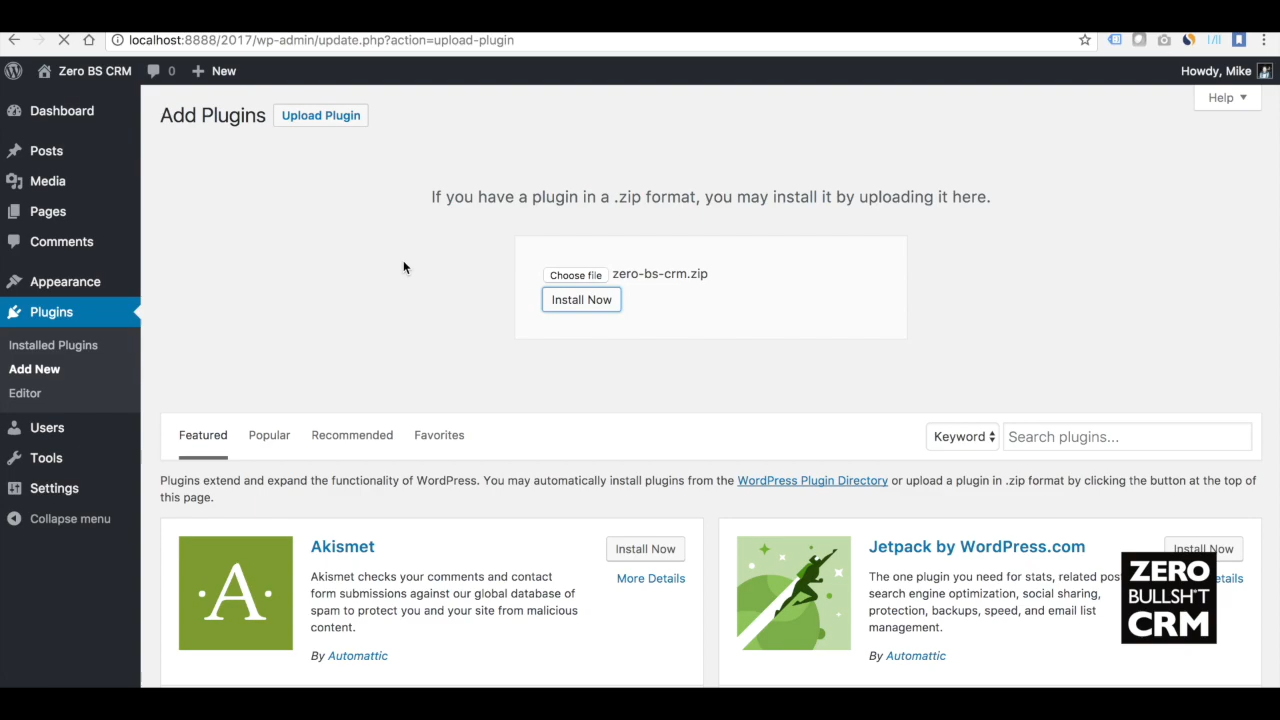 localhost:8888/2017/wp-admin/update.php?action=upload-plugin
Zero BS CRM
0
New
Howdy, Mike
Dashboard
Posts
Media
Pages
Comments
Appearance
Plugins
Installed Plugins
Add New
Editor
Users
Tools
Settings
Collapse menu
Add Plugins
Upload Plugin
Help
If you have a plugin in a .zip format, you may install it by uploading it here.
Choose file zero-bs-crm.zip
Install Now
Featured
Popular
Recommended
Favorites
Keyword
Search plugins...
Plugins extend and expand the functionality of WordPress. You may automatically install plugins from the WordPress Plugin Directory or upload a plugin in .zip format by clicking the button at the top of
this page.
A
Akismet
Install Now
More Details
Akismet checks your comments and contact
form submissions against our global database of
spam to protect you and your site from malicious
content.
By Automattic
Jetpack by WordPress.com
Install Now
The one plugin you need for stats, related
search engine optimization, social sharing,
protection, backups, speed, and email list
management.
By Automattic
ZERO
BULLSH*T
CRM